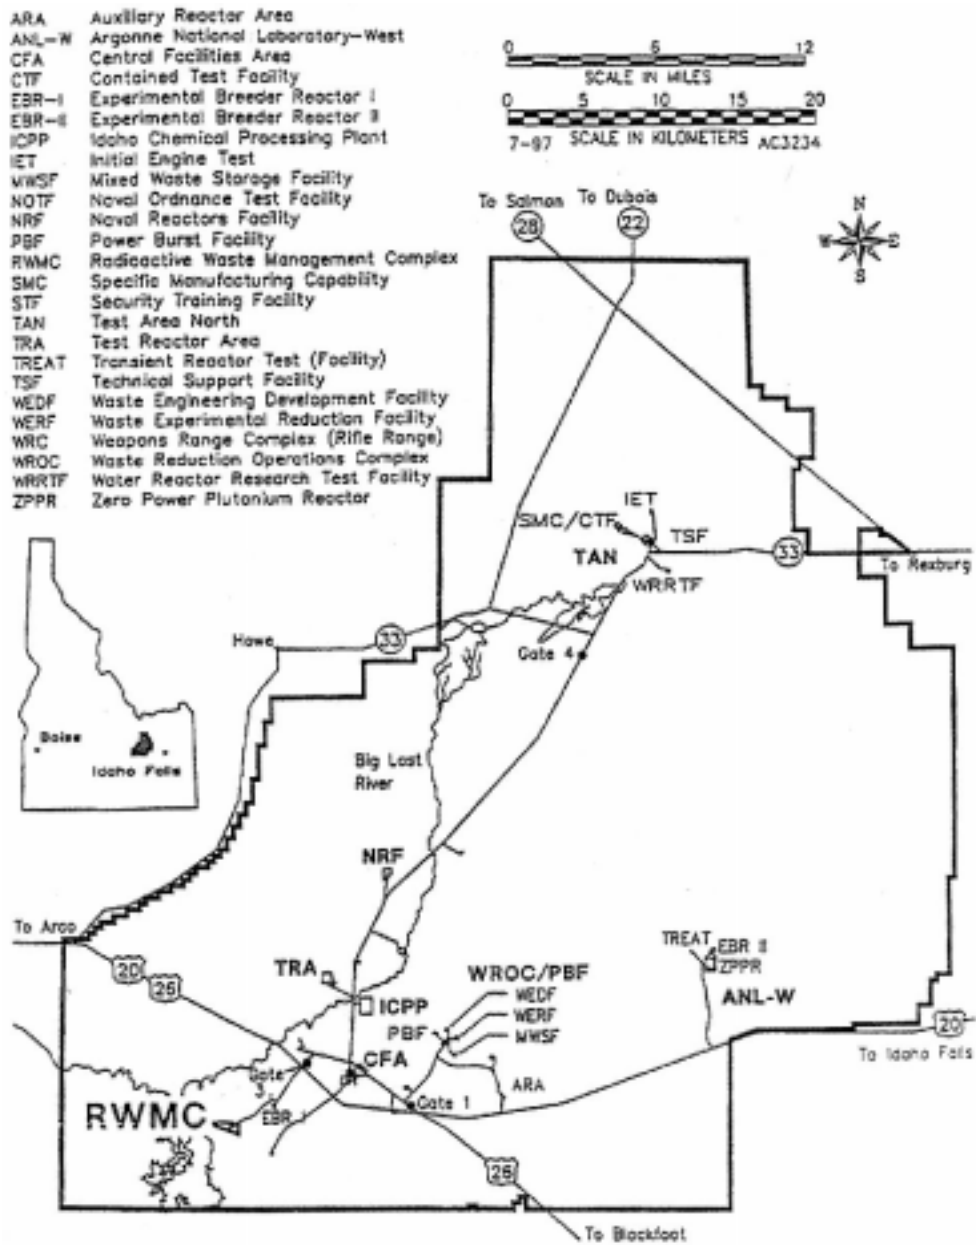 ARA Auxiliary Reactor Area
ANL-W Argonne National Laboratory-West
CFA Central Facilities Area
CTF Contained Test Facility
EBR-I Experimental Breeder Reactor I
EBR-II Experimental Breeder Reactor II
ICPP Idaho Chemical Processing Plant
IET Initial Engine Test
MWSF Mixed Waste Storage Facility
NOTF Naval Ordnance Test Facility
NRF Naval Reactors Facility
PBF Power Burst Facility
RWMC Radioactive Waste Management Complex
SMC Specific Manufacturing Capability
STF Security Training Facility
TAN Test Area North
TRA Test Reactor Area
TREAT Transient Reactor Test (Facility)
TSF Technical Support Facility
WEDF Waste Engineering Development Facility
WERF Waste Experimental Reduction Facility
WRC Weapons Range Complex (Rifle Range)
WROC Waste Reduction Operations Complex
WRRTF Water Reactor Research Test Facility
ZPPR Zero Power Plutonium Reactor
0 6 12
SCALE IN MILES
0 5 10 15 20
7-97 SCALE IN KILOMETERS AC3234
To Salmon To Dubois
28 22
N
W E
S
IET
SMC/CTF
TSF
TAN
33
To Rexburg
WRRTF
Howe
33
Gate 4
Boise
Idaho Falls
Big Lost
River
NRF
To Arco
20
26
TREAT
EBR II
ZPPR
ANL-W
TRA
ICPP
WROC/PBF
WEDF
PBF
WERF
MWSF
20
To Idaho Falls
CFA
Gate
3
ARA
RWMC
EBR I
Gate 1
26
To Blackfoot